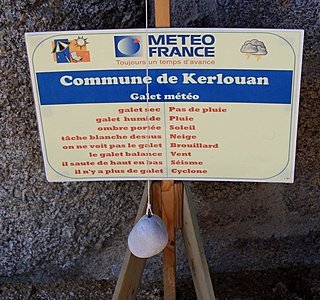 METEO
FRANCE
Toujours un temps d'avance
Commune de Kerlouan
Galet météo
galet sec Pas de pluie
galet humide Pluie
ombre portée Soleil
tâche blanche dessus Neige
on ne voit pas le galet Brouillard
le galet balance Vent
il saute de haut en bas Séisme
il n'y a plus de galet Cyclone